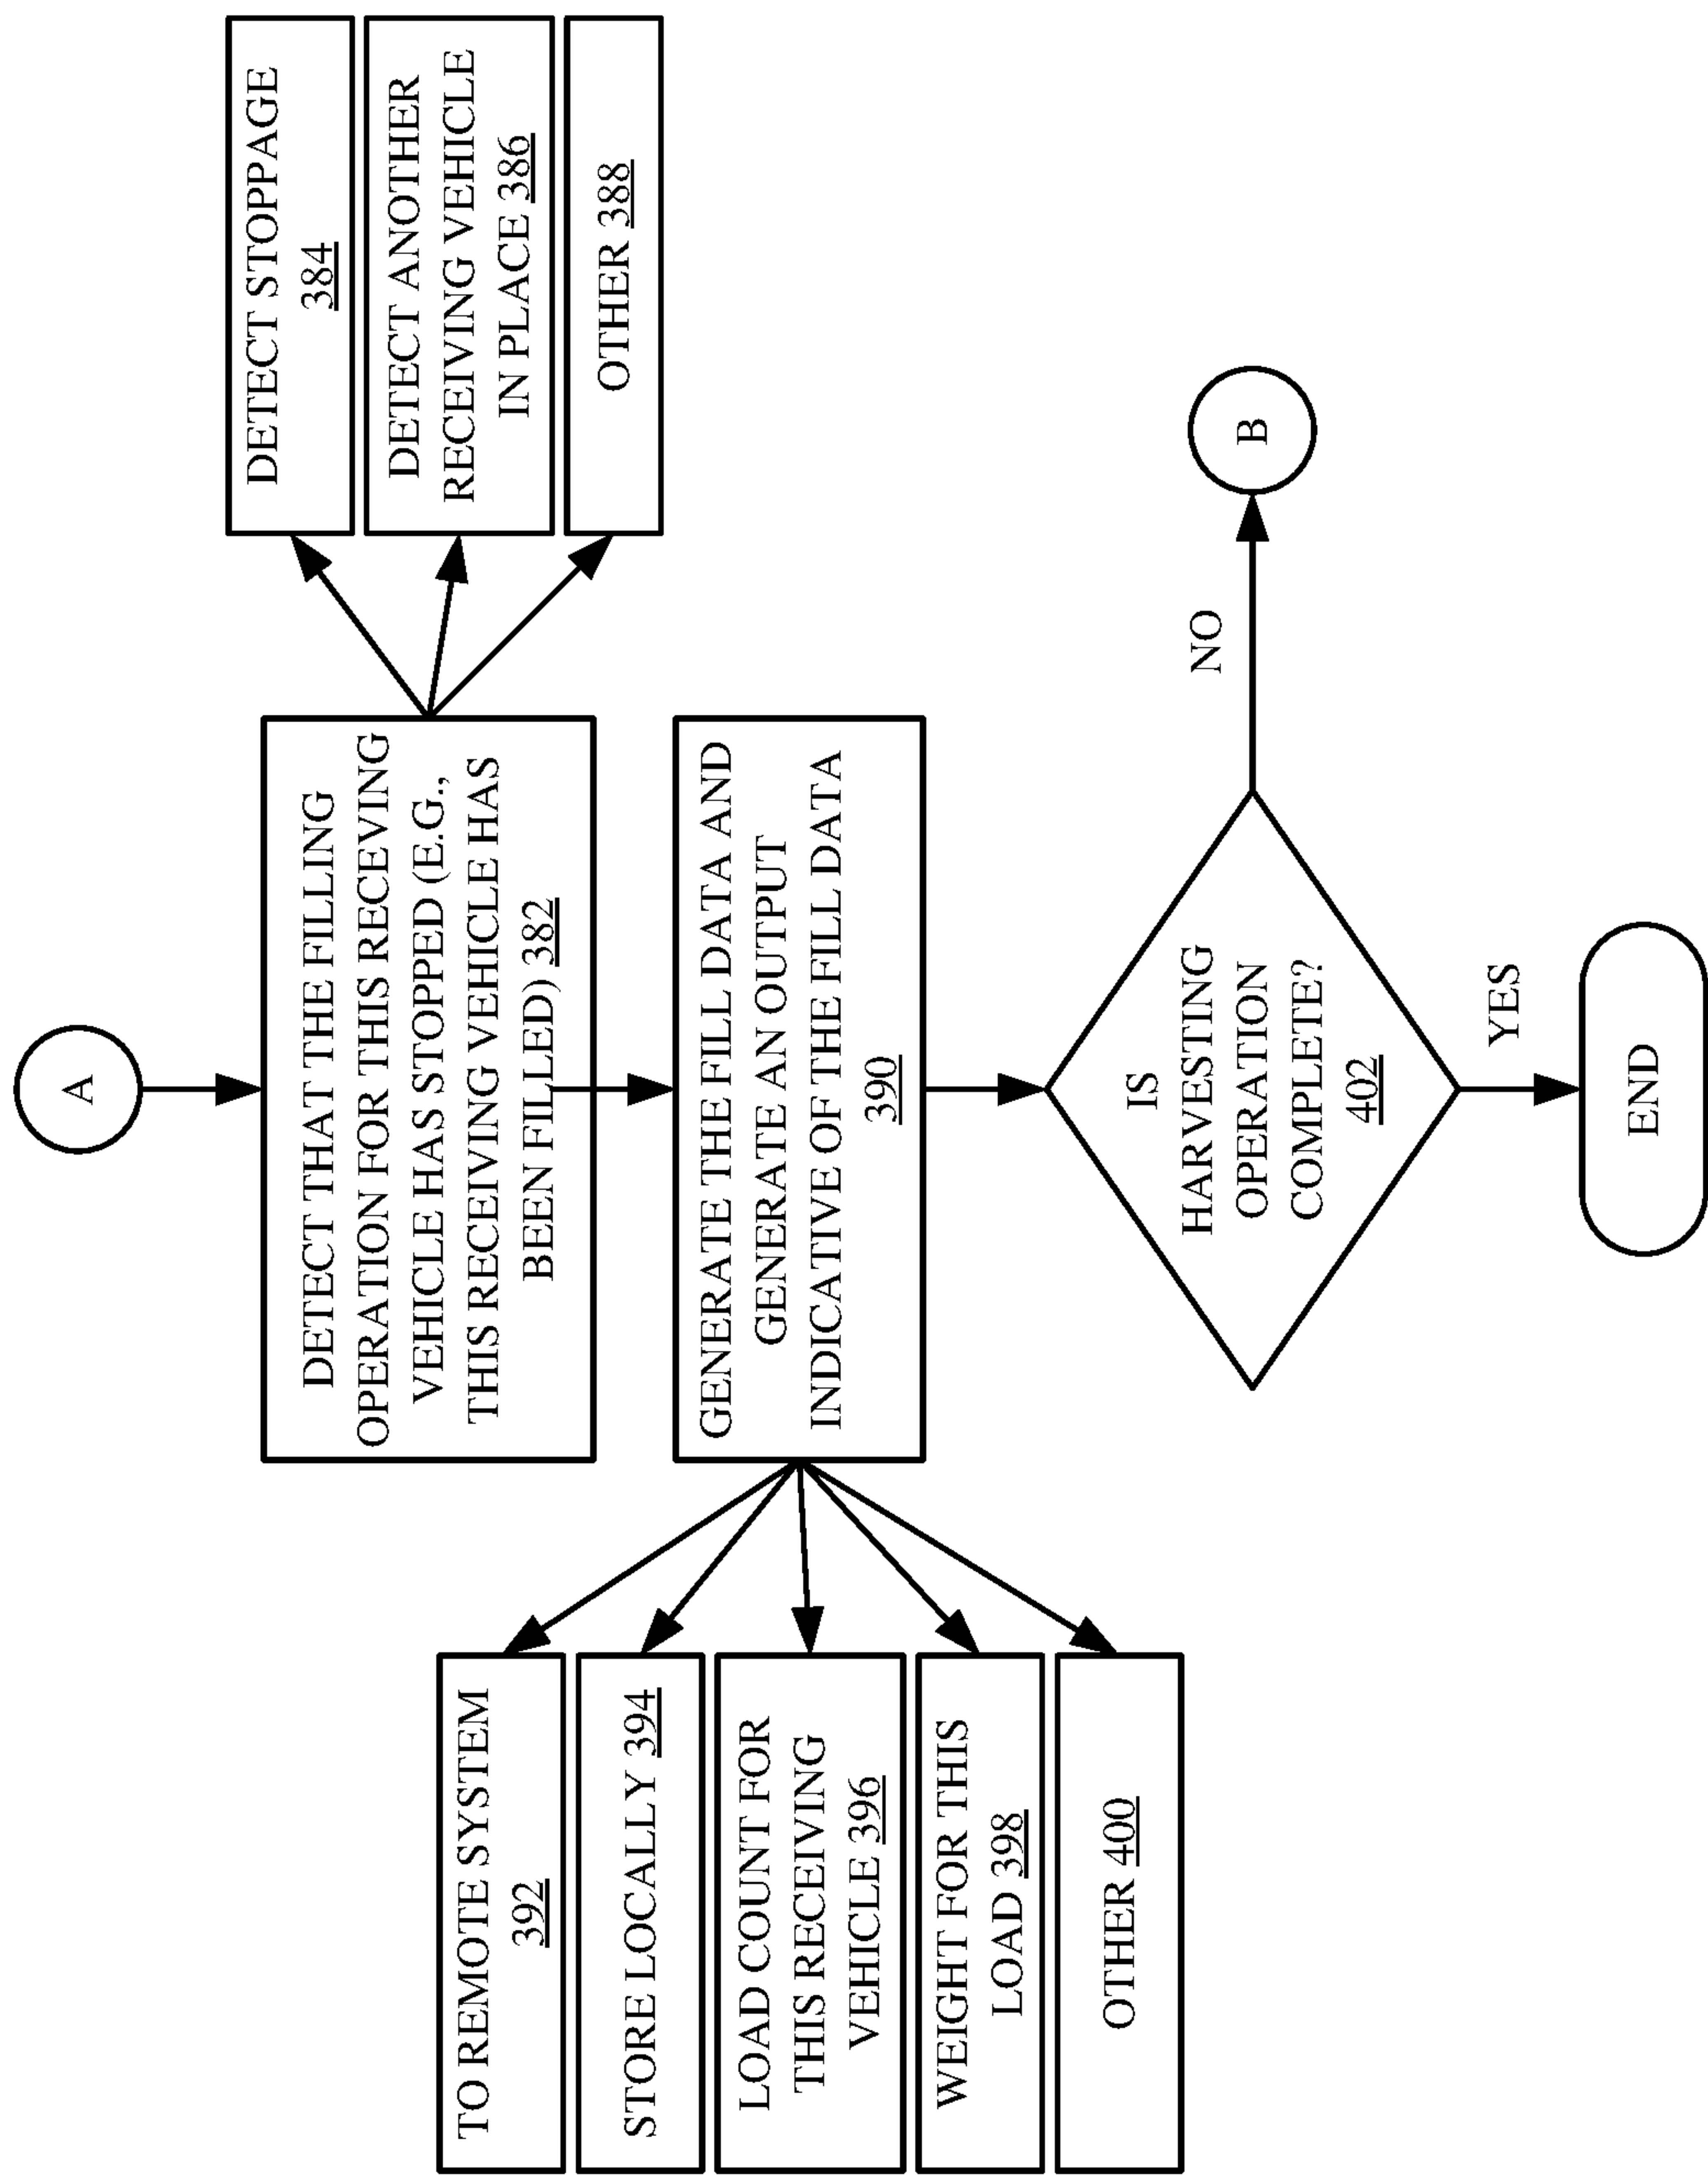 A
DETECT THAT THE FILLING
OPERATION FOR THIS RECEVING
VEHICLE HAS STOPPED (E.G.,
THIS RECEIVING VEHICLE HAS
BEEN FILLED) 382
DETECT STOPPAGE
384
DETECT ANOTHER
RECEIVING VEHICLE
IN PLACE 386
OTHER 388
GENERATE THE FILL DATA AND
GENERATE AN OUTPUT
INDICATIVE OF THE FILL DATA
390
TO REMOTE SYSTEM
392
STORE LOCALLY 394
LOAD COUNT FOR
THIS RECEIVING
VEHICLE 396
WEIGHT FOR THIS
LOAD 398
OTHER 400
IS
HARVESTING
OPERATION
COMPLETE?
402
NO
B
YES
END